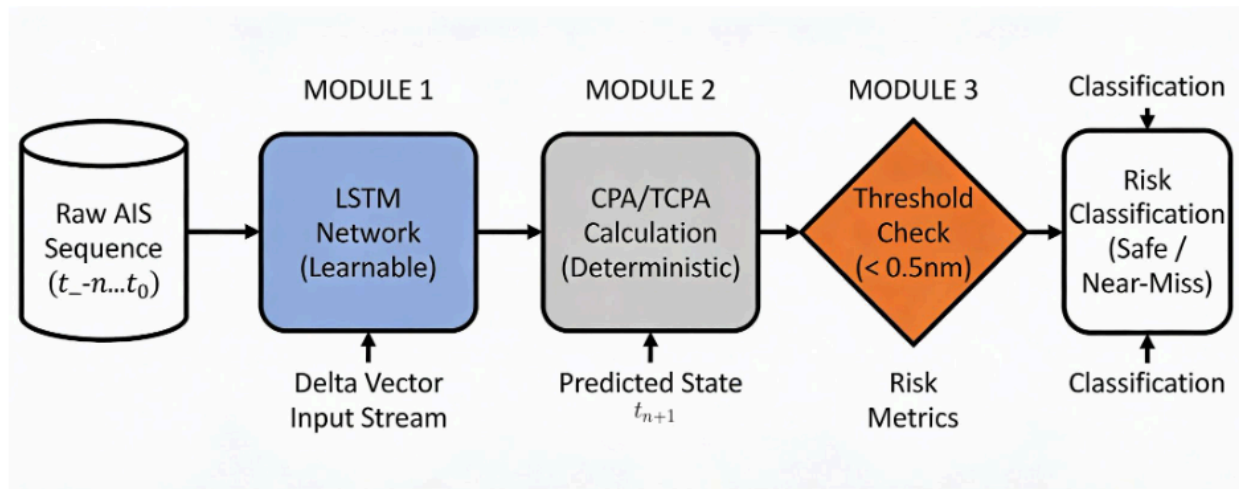 MODULE 1
MODULE 2
MODULE 3
Classification
Raw AIS
Sequence
(t_-n...t₀)
LSTM
Network
(Learnable)
CPA/TCPA
Calculation
(Deterministic)
Threshold
Check
(< 0.5nm)
Risk
Classification
(Safe /
Near-Miss)
Delta Vector
Input Stream
Predicted State
tₙ₊₁
Risk
Metrics
Classification